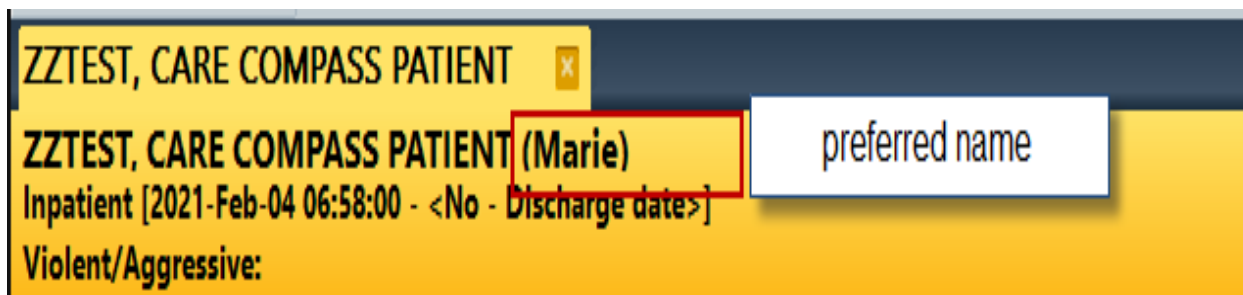 ZZTEST, CARE COMPASS PATIENT
ZZTEST, CARE COMPASS PATIENT (Marie)
preferred name
Inpatient [2021-Feb-04 06:58:00 - <No - Discharge date>]
Violent/Aggressive: